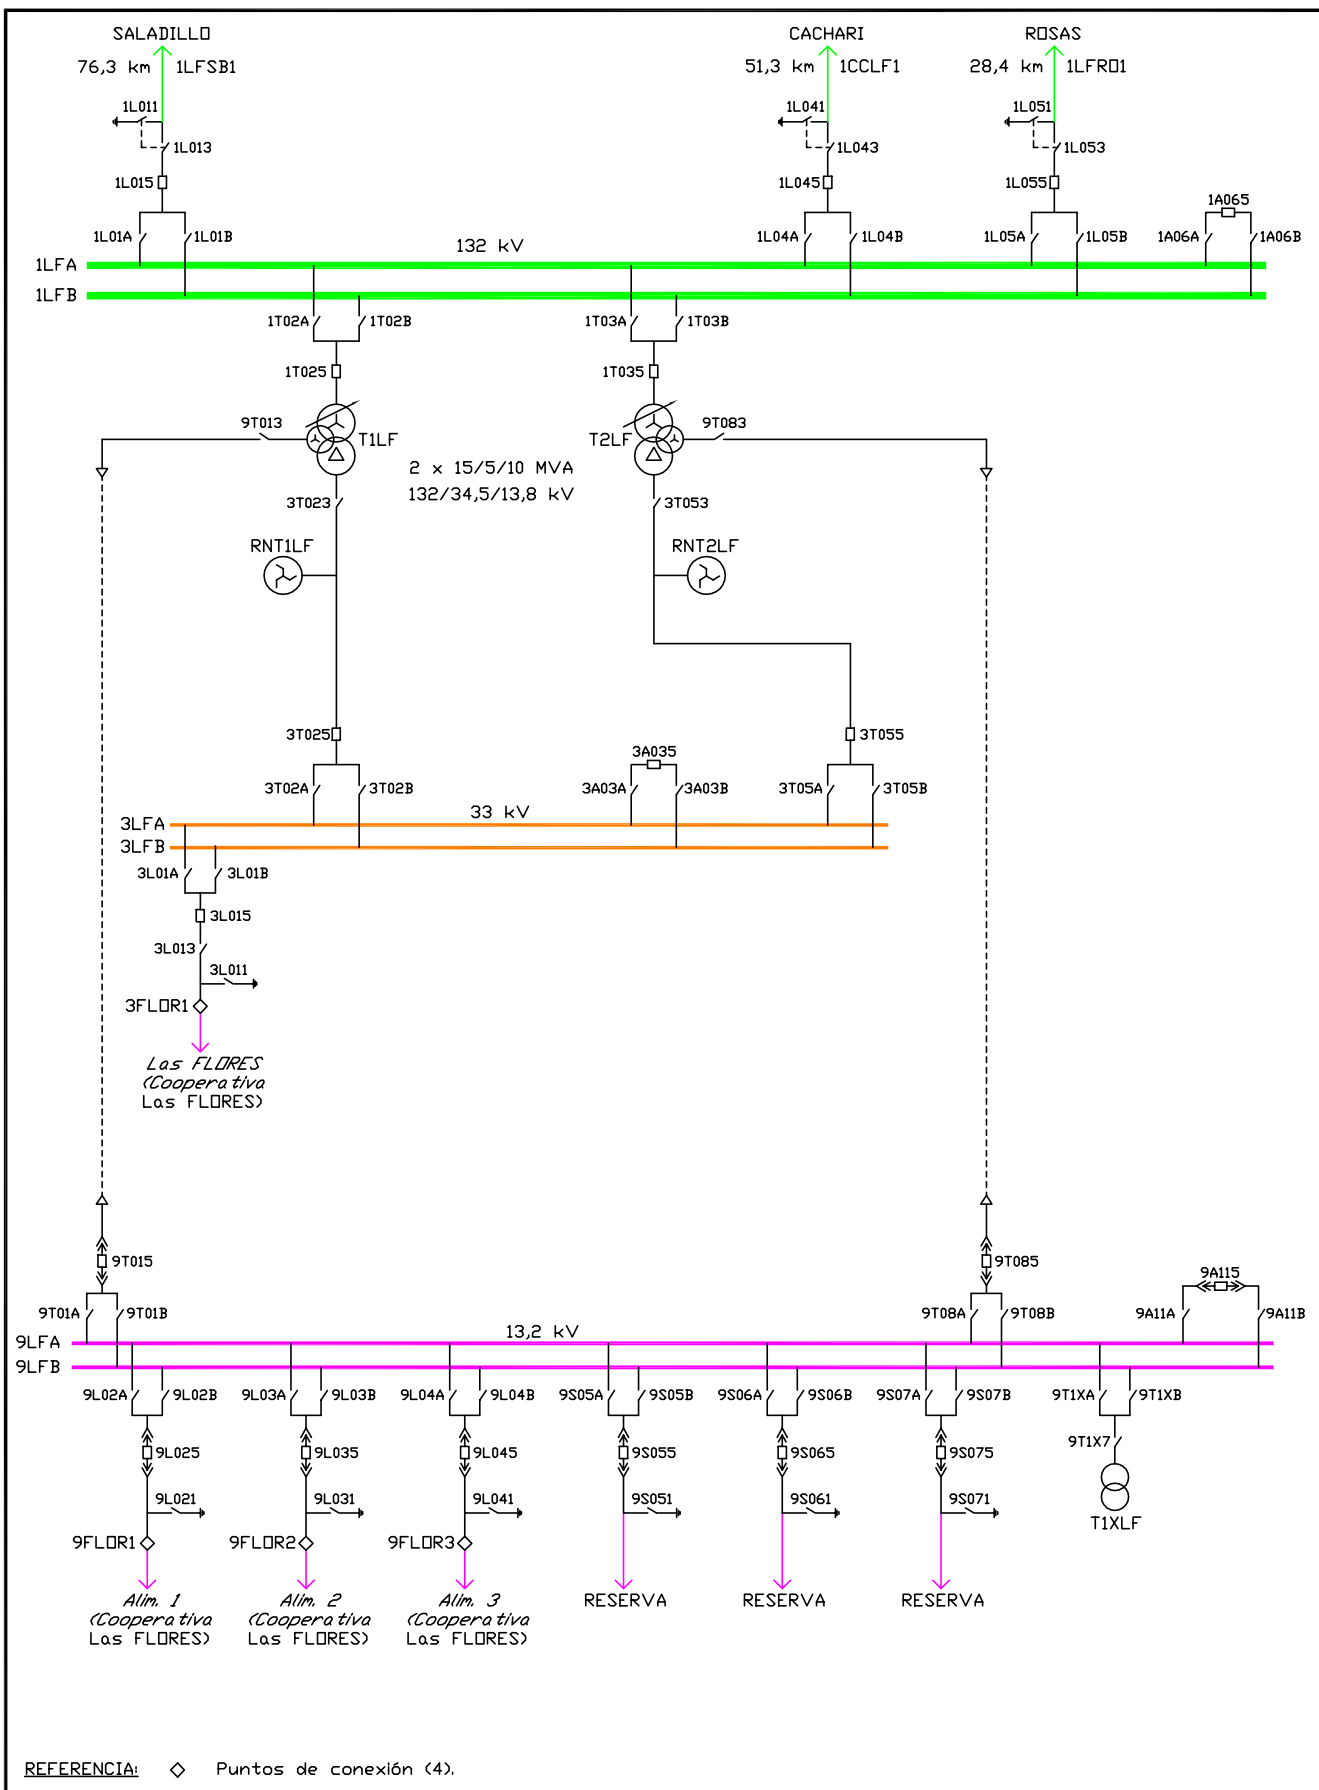 SALADILLO
CACHARI
ROSAS
76,3 km
1LFSB1
51,3 km
1CCLF1
28,4 km
1LFRO1
1L011
1L041
1L051
1L013
1L043
1L053
1L015
1L045
1L055
1A065
1L01A
1L01B
1L04A
1L04B
1L05A
1L05B
1A06A
1A06B
132 kV
1LFA
1LFB
1T02A
1T02B
1T03A
1T03B
1T025
1T035
9T013
9T083
T1LF
T2LF
2 x 15/5/10 MVA
132/34,5/13,8 kV
3T023
3T053
RNT1LF
RNT2LF
3T025
3T055
3A035
3T02A
3T02B
3A03A
3A03B
3T05A
3T05B
33 kV
3LFA
3LFB
3L01A
3L01B
3L015
3L013
3L011
3FLOR1
Las FLORES
(Cooperativa
Las FLORES)
9T015
9T085
9A115
9T01A
9T01B
9T08A
9T08B
9A11A
9A11B
13,2 kV
9LFA
9LFB
9L02A
9L02B
9L03A
9L03B
9L04A
9L04B
9S05A
9S05B
9S06A
9S06B
9S07A
9S07B
9T1XA
9T1XB
9L025
9L035
9L045
9S055
9S065
9S075
9T1X7
9L021
9L031
9L041
9S051
9S061
9S071
T1XLF
9FLOR1
9FLOR2
9FLOR3
Alim. 1
(Cooperativa
Las FLORES)
Alim. 2
(Cooperativa
Las FLORES)
Alim. 3
(Cooperativa
Las FLORES)
RESERVA
RESERVA
RESERVA
REFERENCIA: Puntos de conexión (4).